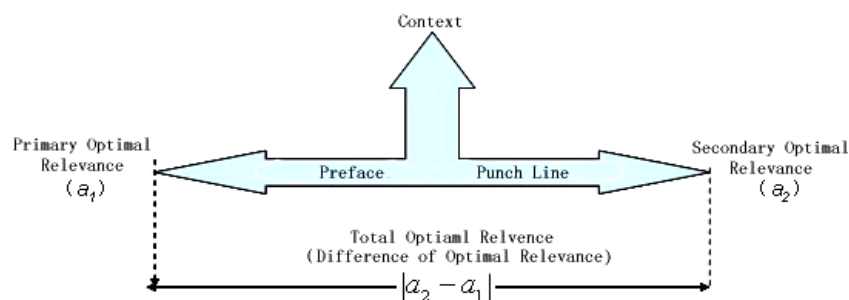 Context
Primary Optimal
Relevance
(a₁)
Preface
Punch Line
Secondary Optimal
Relevance
(a₂)
Total Optiaml Relvence
(Difference of Optimal Relevance)
|a₂ − a₁|